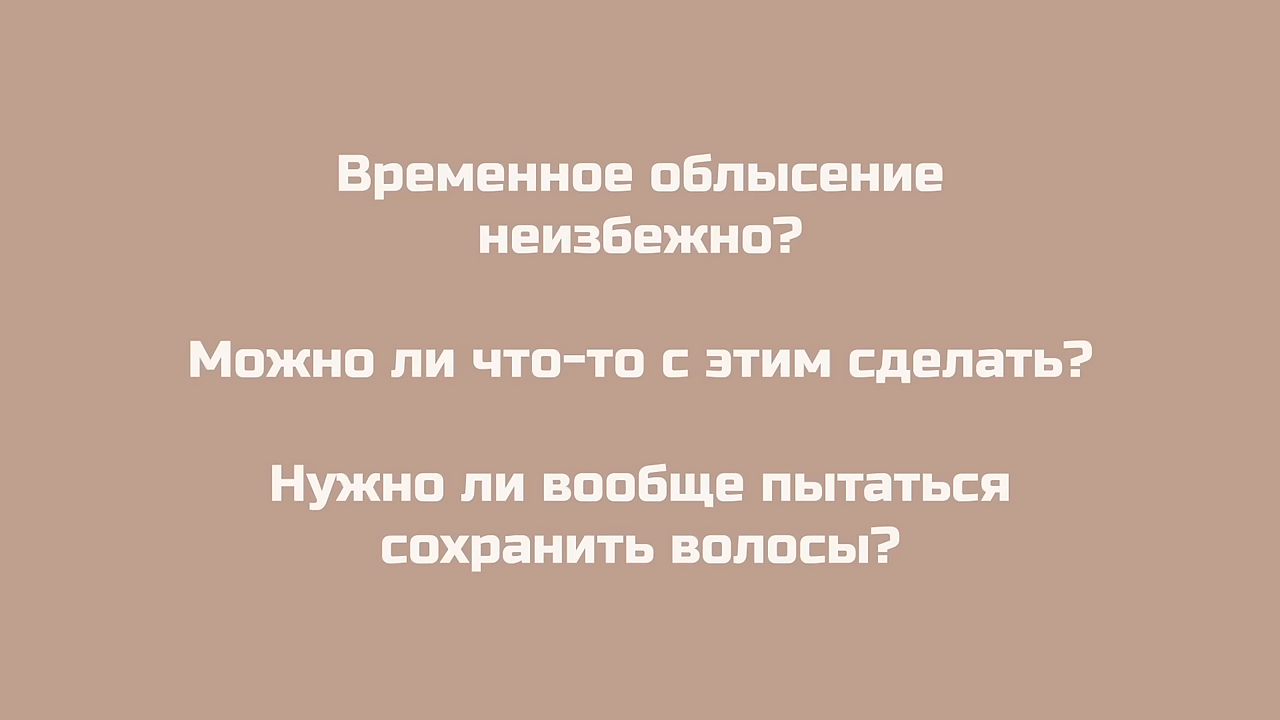 Временное облысение
неизбежно?
Можно ли что-то с этим сделать?
Нужно ли вообще пытаться
сохранить волосы?